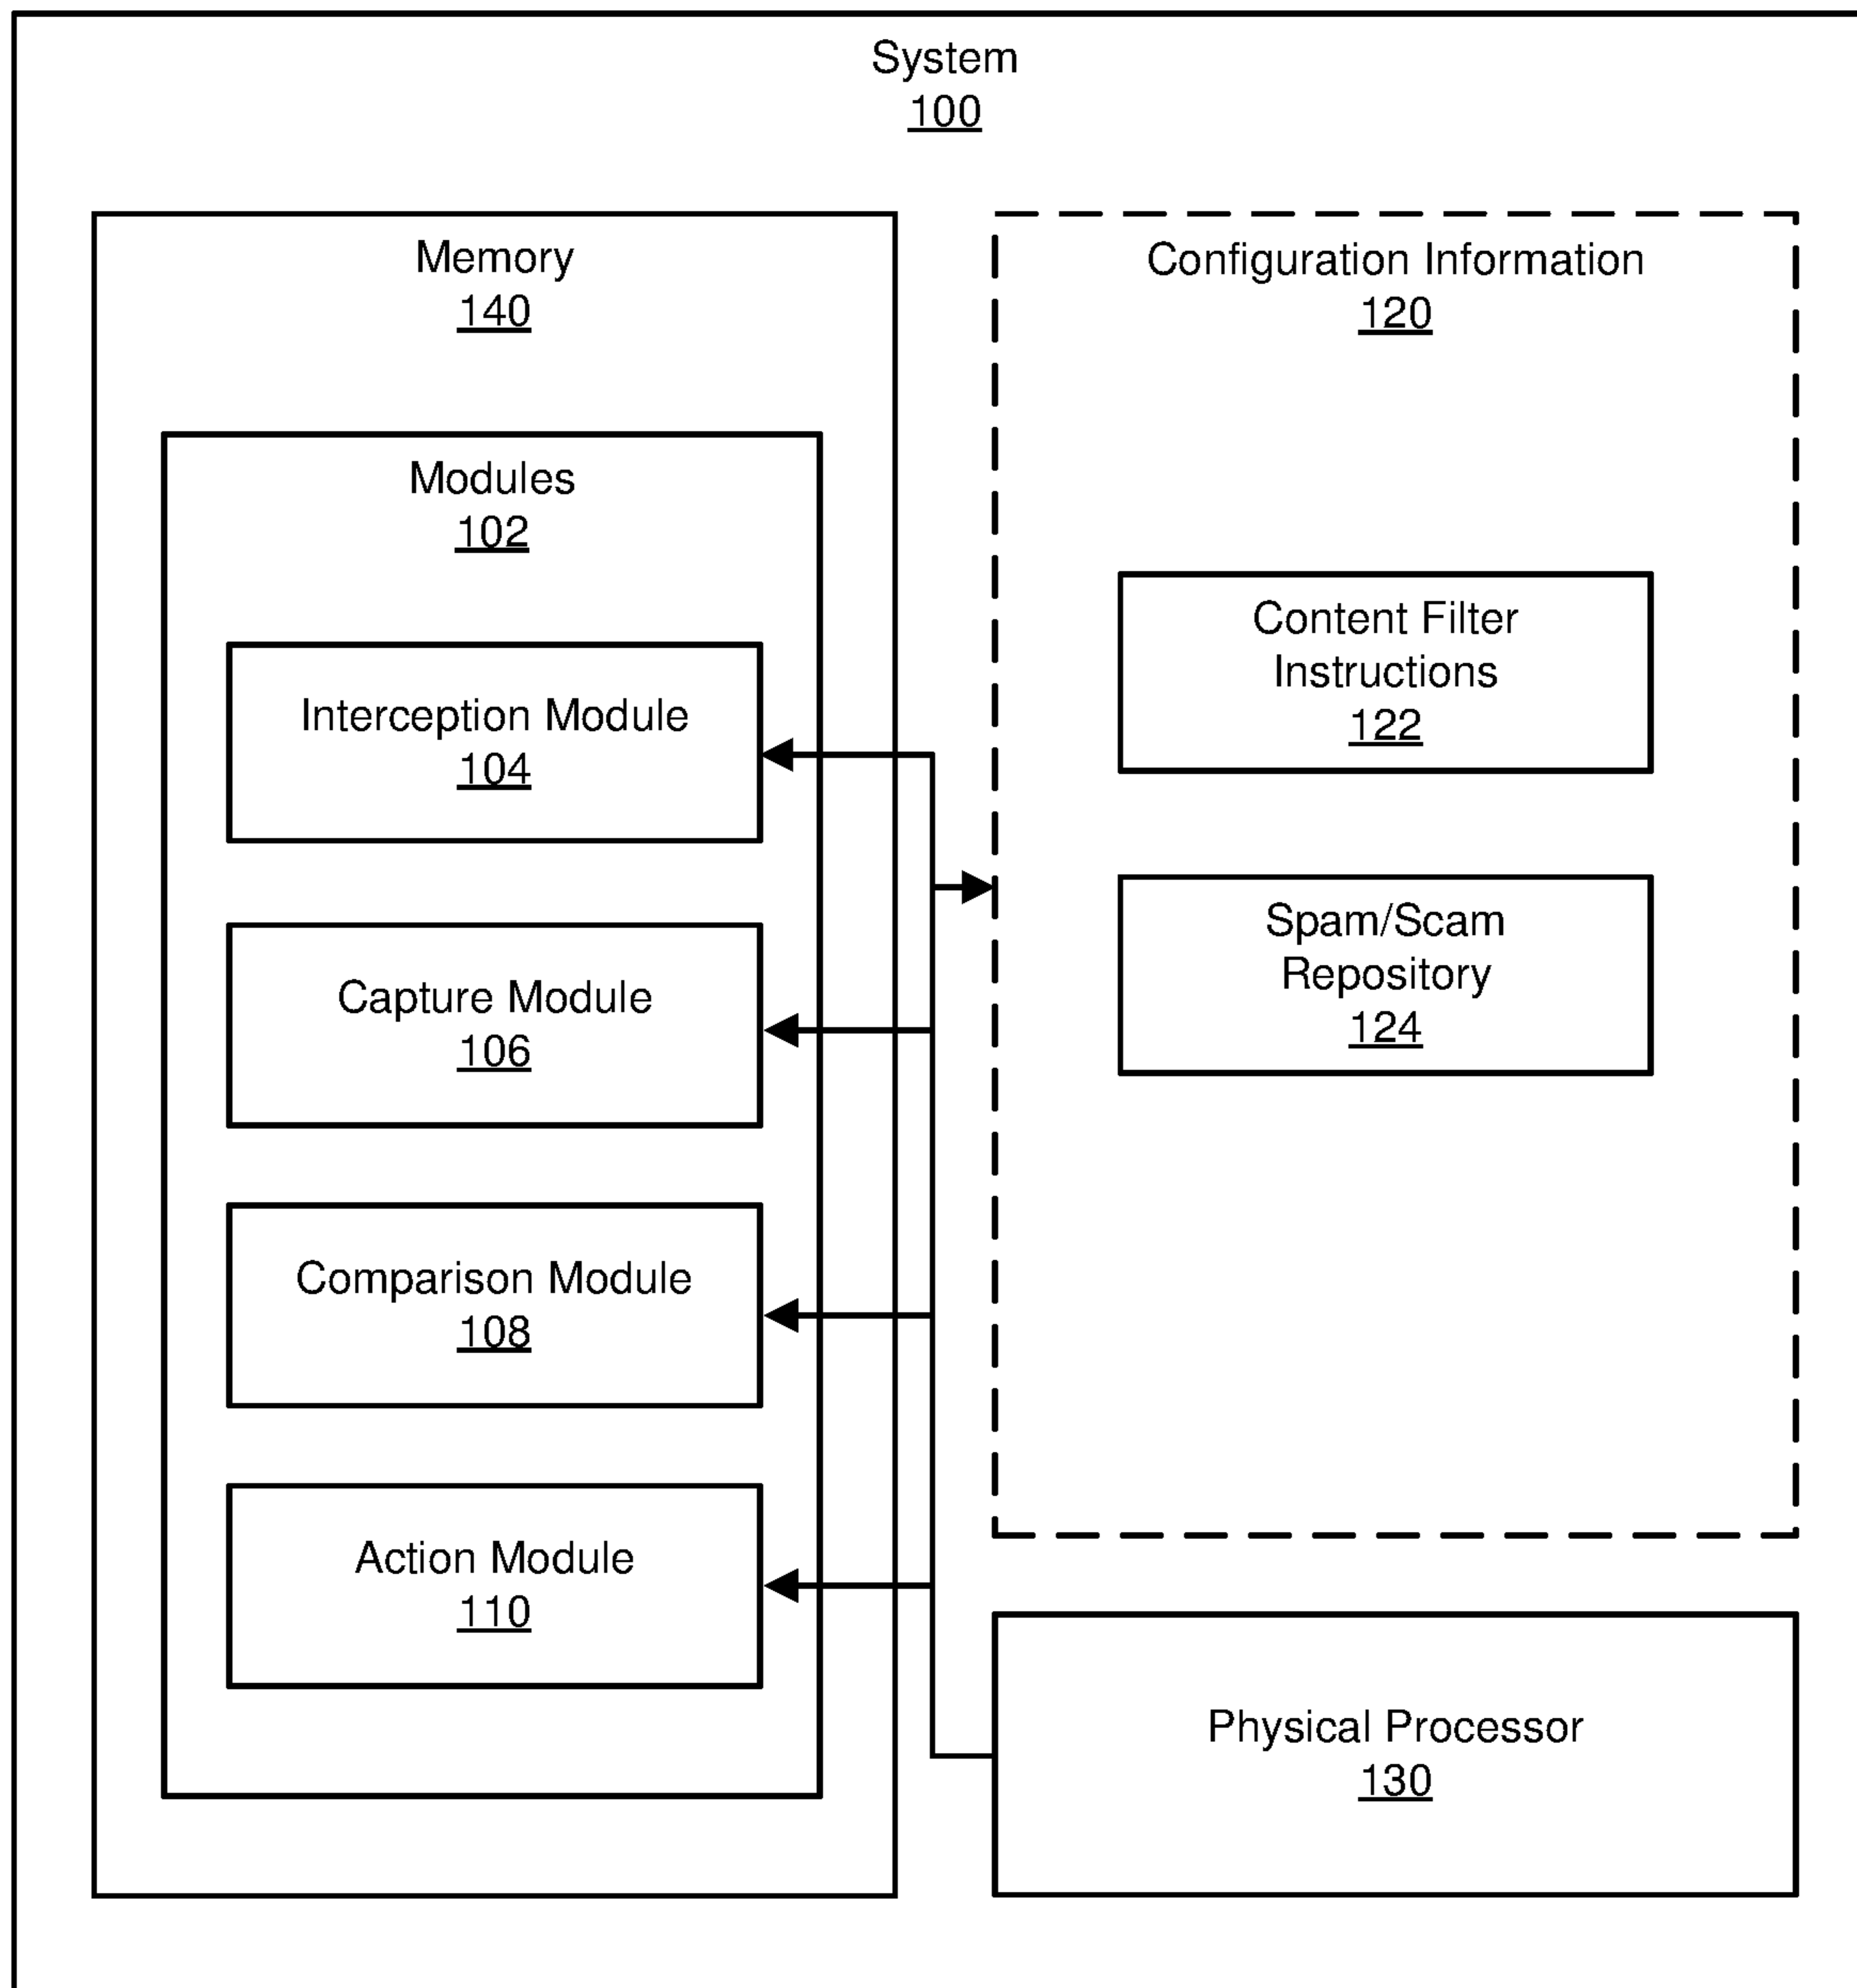 System
100
Memory
140
Modules
102
Interception Module
104
Capture Module
106
Comparison Module
108
Action Module
110
Configuration Information
120
Content Filter
Instructions
122
Spam/Scam
Repository
124
Physical Processor
130